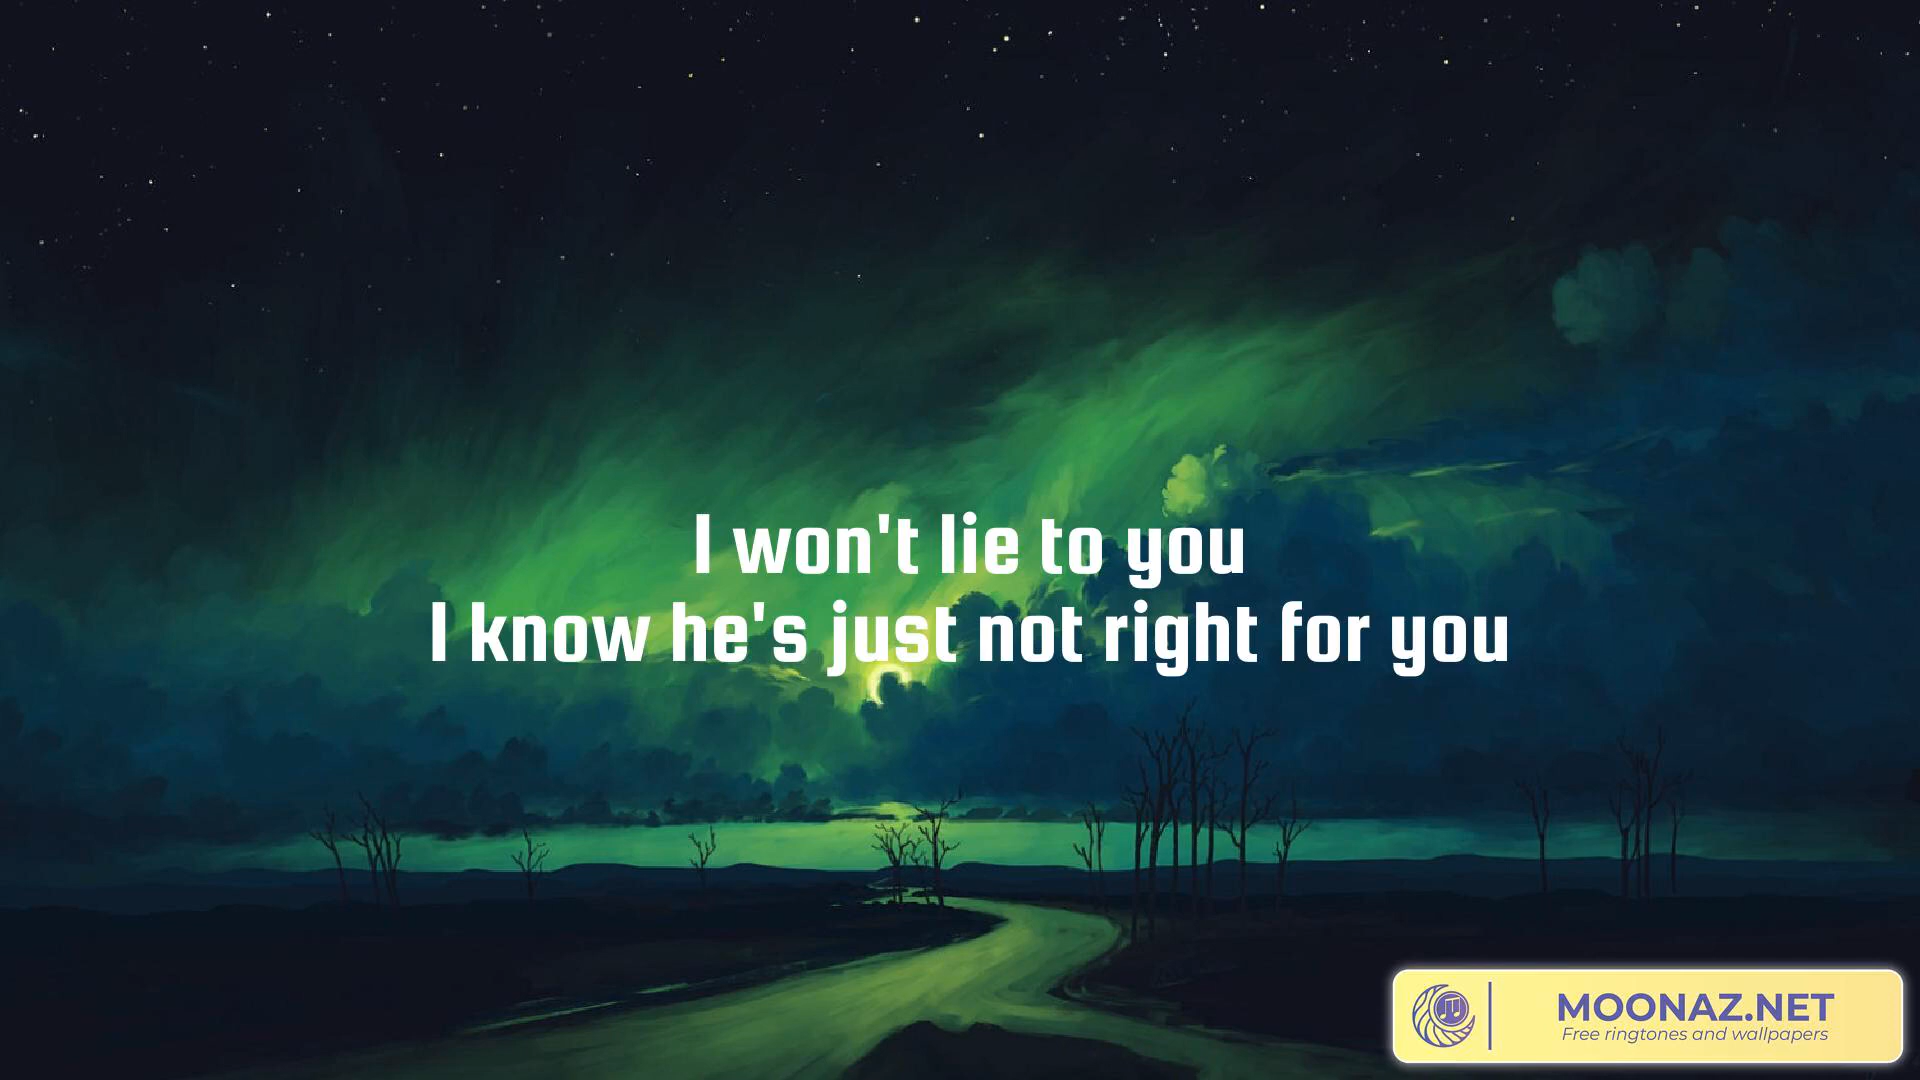 I won't lie to you
I know he's just not right for you
MOONAZ.NET
Free ringtones and wallpapers